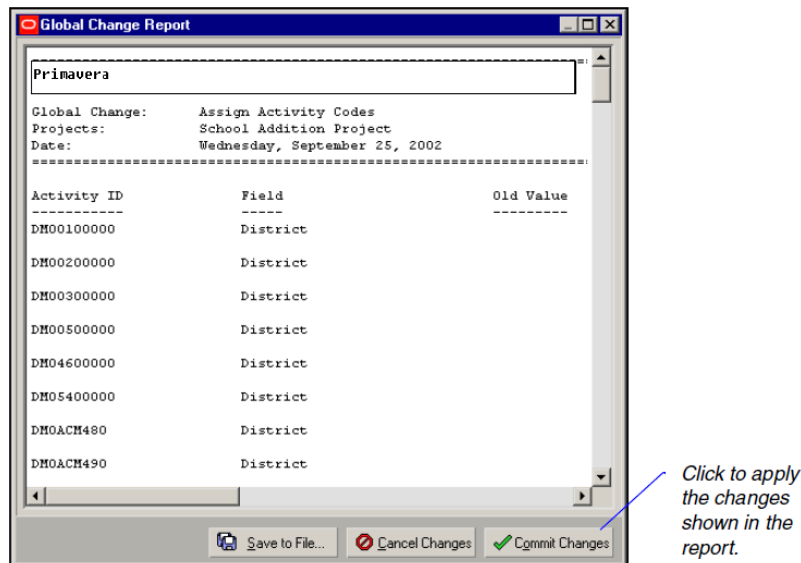 Global Change Report
Primavera
Global Change: Assign Activity Codes
Projects: School Addition Project
Date: Wednesday, September 25, 2002
Activity ID Field Old Value
DM00100000 District
DM00200000 District
DM00300000 District
DM00500000 District
DM04600000 District
DM05400000 District
DM0ACM480 District
DM0ACM490 District
Save to File... Cancel Changes Commit Changes
Click to apply
the changes
shown in the
report.